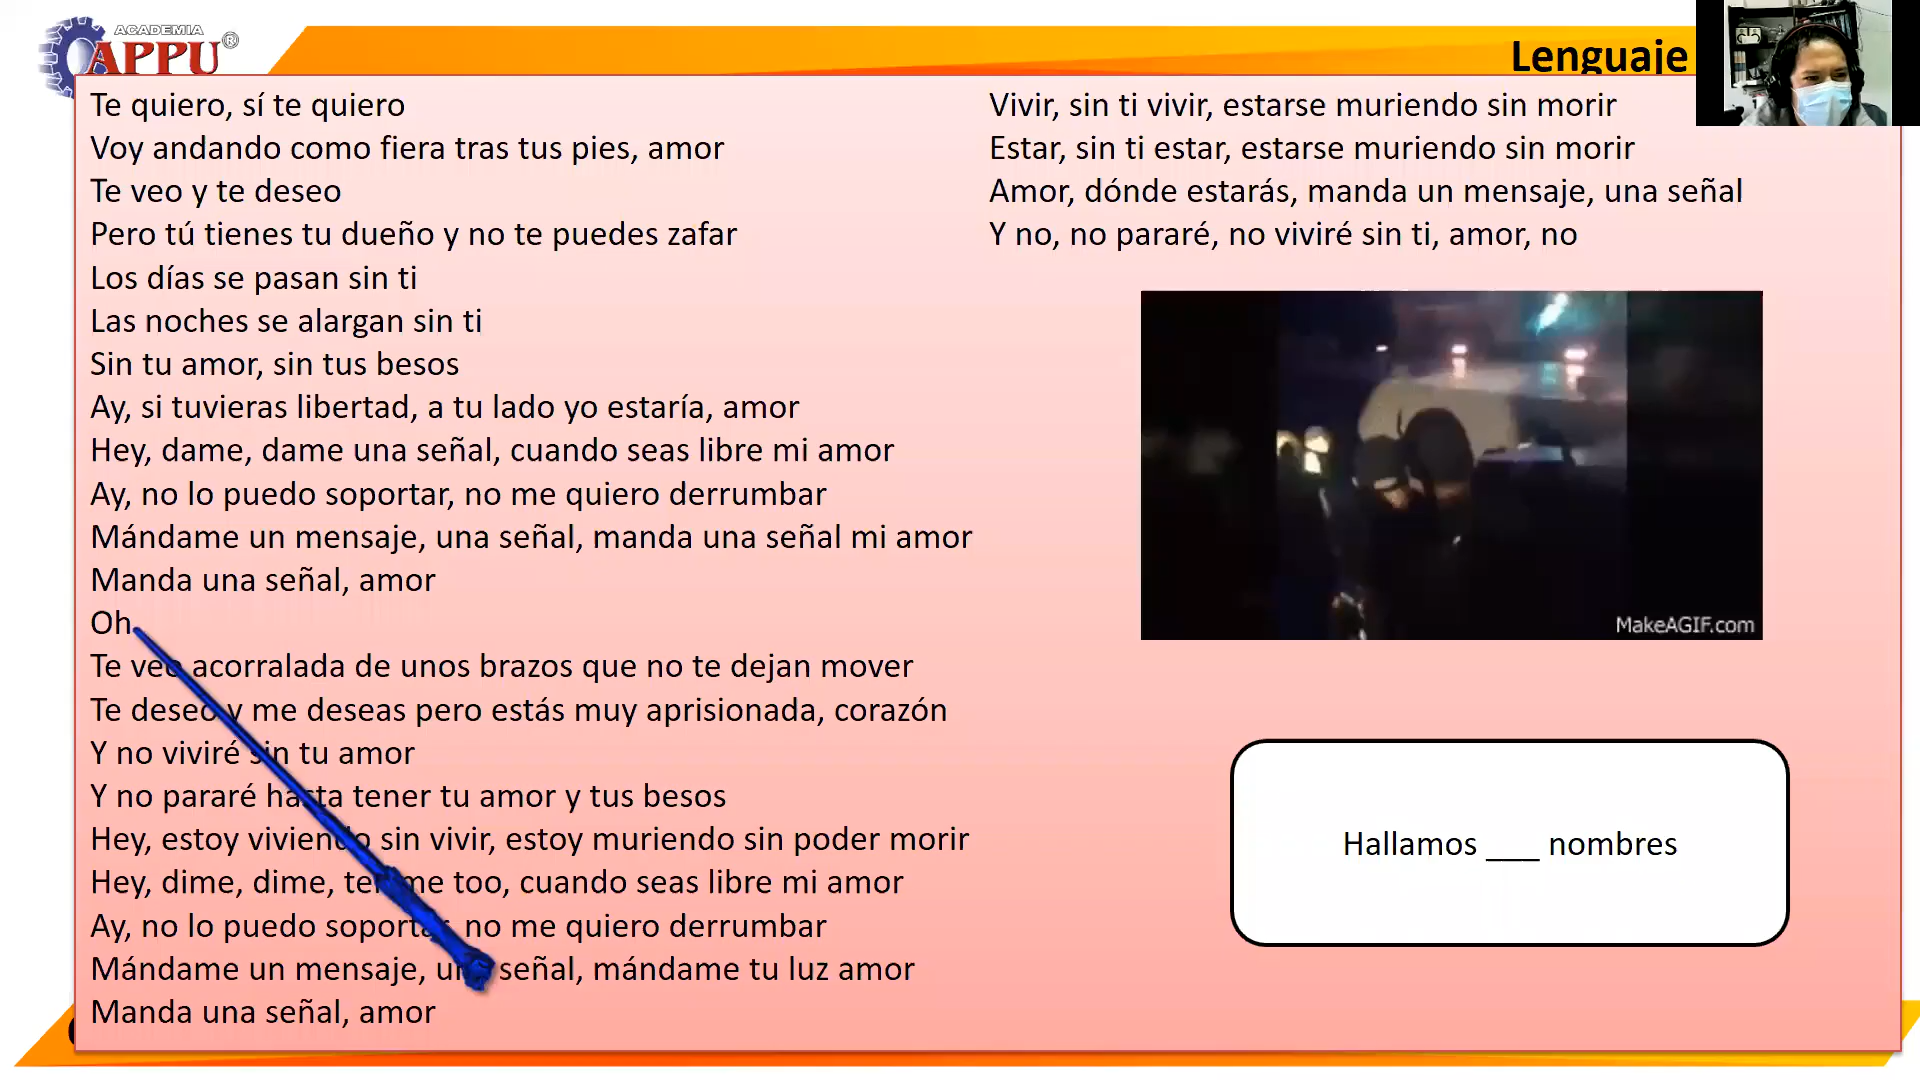 ACADEMIA
APPU®
Lenguaje
Te quiero, sí te quiero
Voy andando como fiera tras tus pies, amor
Te veo y te deseo
Pero tú tienes tu dueño y no te puedes zafar
Los días se pasan sin ti
Las noches se alargan sin ti
Sin tu amor, sin tus besos
Ay, si tuvieras libertad, a tu lado yo estaría, amor
Hey, dame, dame una señal, cuando seas libre mi amor
Ay, no lo puedo soportar, no me quiero derrumbar
Mándame un mensaje, una señal, manda una señal mi amor
Manda una señal, amor
Oh
Te veo acorralada de unos brazos que no te dejan mover
Te deseo y me deseas pero estás muy aprisionada, corazón
Y no viviré sin tu amor
Y no pararé hasta tener tu amor y tus besos
Hey, estoy viviendo sin vivir, estoy muriendo sin poder morir
Hey, dime, dime, tell me too, cuando seas libre mi amor
Ay, no lo puedo soportar, no me quiero derrumbar
Mándame un mensaje, una señal, mándame tu luz amor
Manda una señal, amor
Vivir, sin ti vivir, estarse muriendo sin morir
Estar, sin ti estar, estarse muriendo sin morir
Amor, dónde estarás, manda un mensaje, una señal
Y no, no pararé, no viviré sin ti, amor, no
MakeAGIF.com
Hallamos ___ nombres